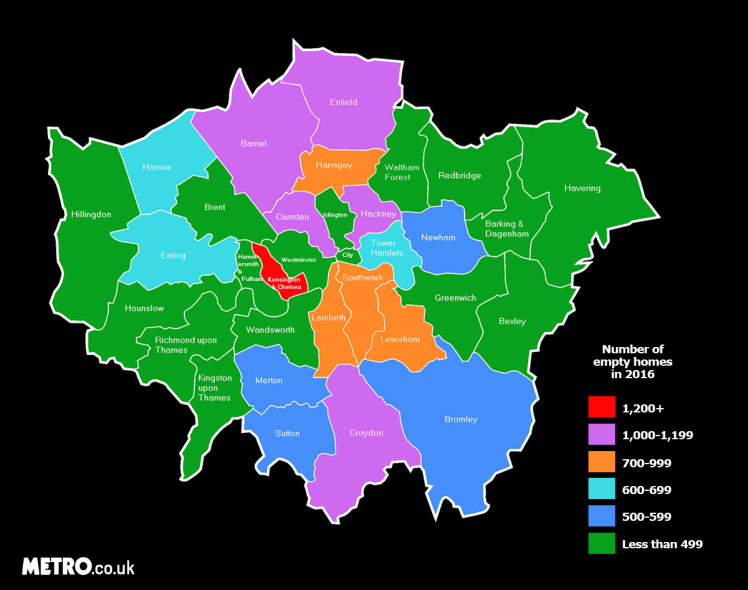 Enfield
Barnet
Harrow
Haringey
Waltham
Forest
Redbridge
Havering
Hillingdon
Brent
Camden
Islington
Hackney
Barking &
Dagenham
Newham
Ealing
Tower
Hamlets
Hamm
ersmith
&
Fulham
Westminster
City
Kensington
& Chelsea
Southwark
Greenwich
Hounslow
Lambeth
Bexley
Wandsworth
Richmond upon
Thames
Lewisham
Kingston
upon
Thames
Merton
Sutton
Croydon
Bromley
Number of
empty homes
in 2016
1,200+
1,000-1,199
700-999
600-699
500-599
Less than 499
METRO.co.uk